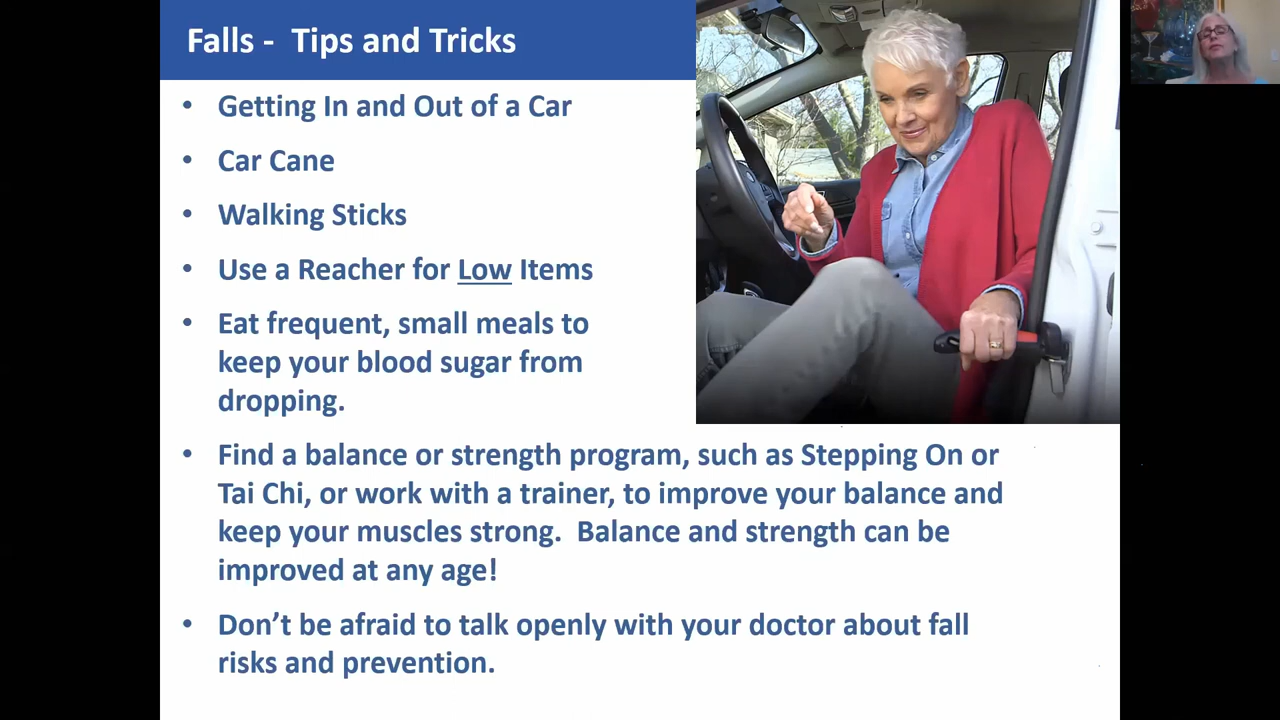 Falls -  Tips and Tricks
• Getting In and Out of a Car
• Car Cane
• Walking Sticks
• Use a Reacher for Low Items
• Eat frequent, small meals to
keep your blood sugar from
dropping.
• Find a balance or strength program, such as Stepping On or
Tai Chi, or work with a trainer, to improve your balance and
keep your muscles strong.  Balance and strength can be
improved at any age!
• Don’t be afraid to talk openly with your doctor about fall
risks and prevention.